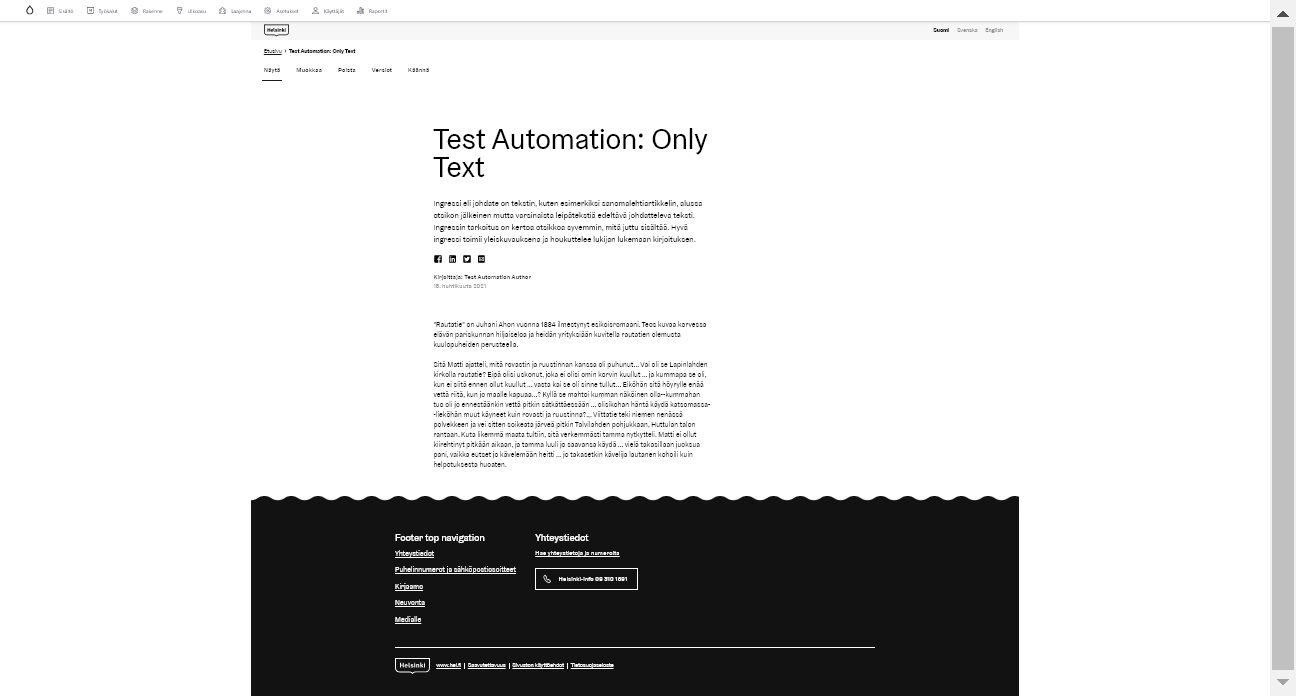 Sisältö Työkalut Rakenne Ulkoasu Laajenna Asetukset Käyttäjät Raportit
Helsinki
Suomi Svenska English
Etusivu › Test Automation: Only Text
Näytä Muokkaa Poista Versiot Käännä
Test Automation: Only
Text
Ingressi eli johdate on tekstin, kuten esimerkiksi sanomalehtiartikkelin, alussa
otsikon jälkeinen mutta varsinaista leipätekstiä edeltävä johdatteleva teksti.
Ingressin tarkoitus on kertoa otsikkoa syvemmin, mitä juttu sisältää. Hyvä
ingressi toimii yleiskuvauksena ja houkuttelee lukijan lukemaan kirjoituksen.
Kirjoittaja: Test Automation Author
16. huhtikuuta 2021
"Rautatie" on Juhani Ahon vuonna 1884 ilmestynyt esikoisromaani. Teos kuvaa korvessa
elävän pariskunnan hiljaiseloa ja heidän yrityksiään kuvitella rautatien olemusta
kuulopuheiden perusteella.
Sitä Matti ajatteli, mitä rovastin ja ruustinnan kanssa oli puhunut... Vai oli se Lapinlahden
kirkolla rautatie? Eipä olisi uskonut, joka ei olisi omin korvin kuullut ... ja kummapa se oli,
kun ei siitä ennen ollut kuullut ... vasta kai se oli sinne tullut... Eiköhän sitä höyrylle enää
vettä riitä, kun jo maalle kapuaa...? Kyllä se mahtoi kumman näköinen olla--kummahan
tuo oli jo ennestäänkin vettä pitkin sätkättäessään ... olisikohan häntä käydä katsomassa-
-lieköhän muut käyneet kuin rovasti ja ruustinna?... Viittatie teki niemen nenässä
polvekkeen ja vei sitten soikeata järveä pitkin Talvilahden pohjukkaan, Huttulan talon
rantaan. Kuta likemmä maata tultiin, sitä verkemmästi tamma nytkytteli. Matti ei ollut
kiirehtinyt pitkään aikaan, ja tamma luuli jo saavansa käydä ... vielä takasillaan juoksua
pani, vaikka eutset jo kävelemään heitti ... jo takasetkin kävelijä lautanen kohoili kuin
helpotuksesta huoaten.
Footer top navigation
Yhteystiedot
Puhelinnumerot ja sähköpostiosoitteet
Kirjaamo
Neuvonta
Medialle
Yhteystiedot
Hae yhteystietoja ja numeroita
Helsinki-info 09 310 1691
Helsinki www.hel.fi | Saavutettavuus | Sivuston käyttöehdot | Tietosuojaseloste